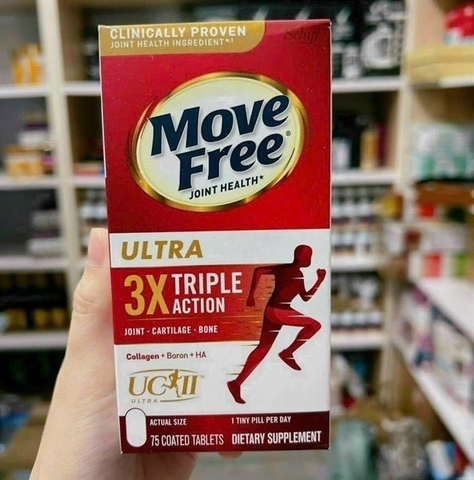 CLINICALLY PROVEN
JOINT HEALTH INGREDIENT*,1
Schiff
Move
Free®
JOINT HEALTH*
ULTRA
3X TRIPLE
ACTION
JOINT · CARTILAGE · BONE
Collagen + Boron + HA
UC II
ULTRA
ACTUAL SIZE
1 TINY PILL PER DAY
75 COATED TABLETS
DIETARY SUPPLEMENT